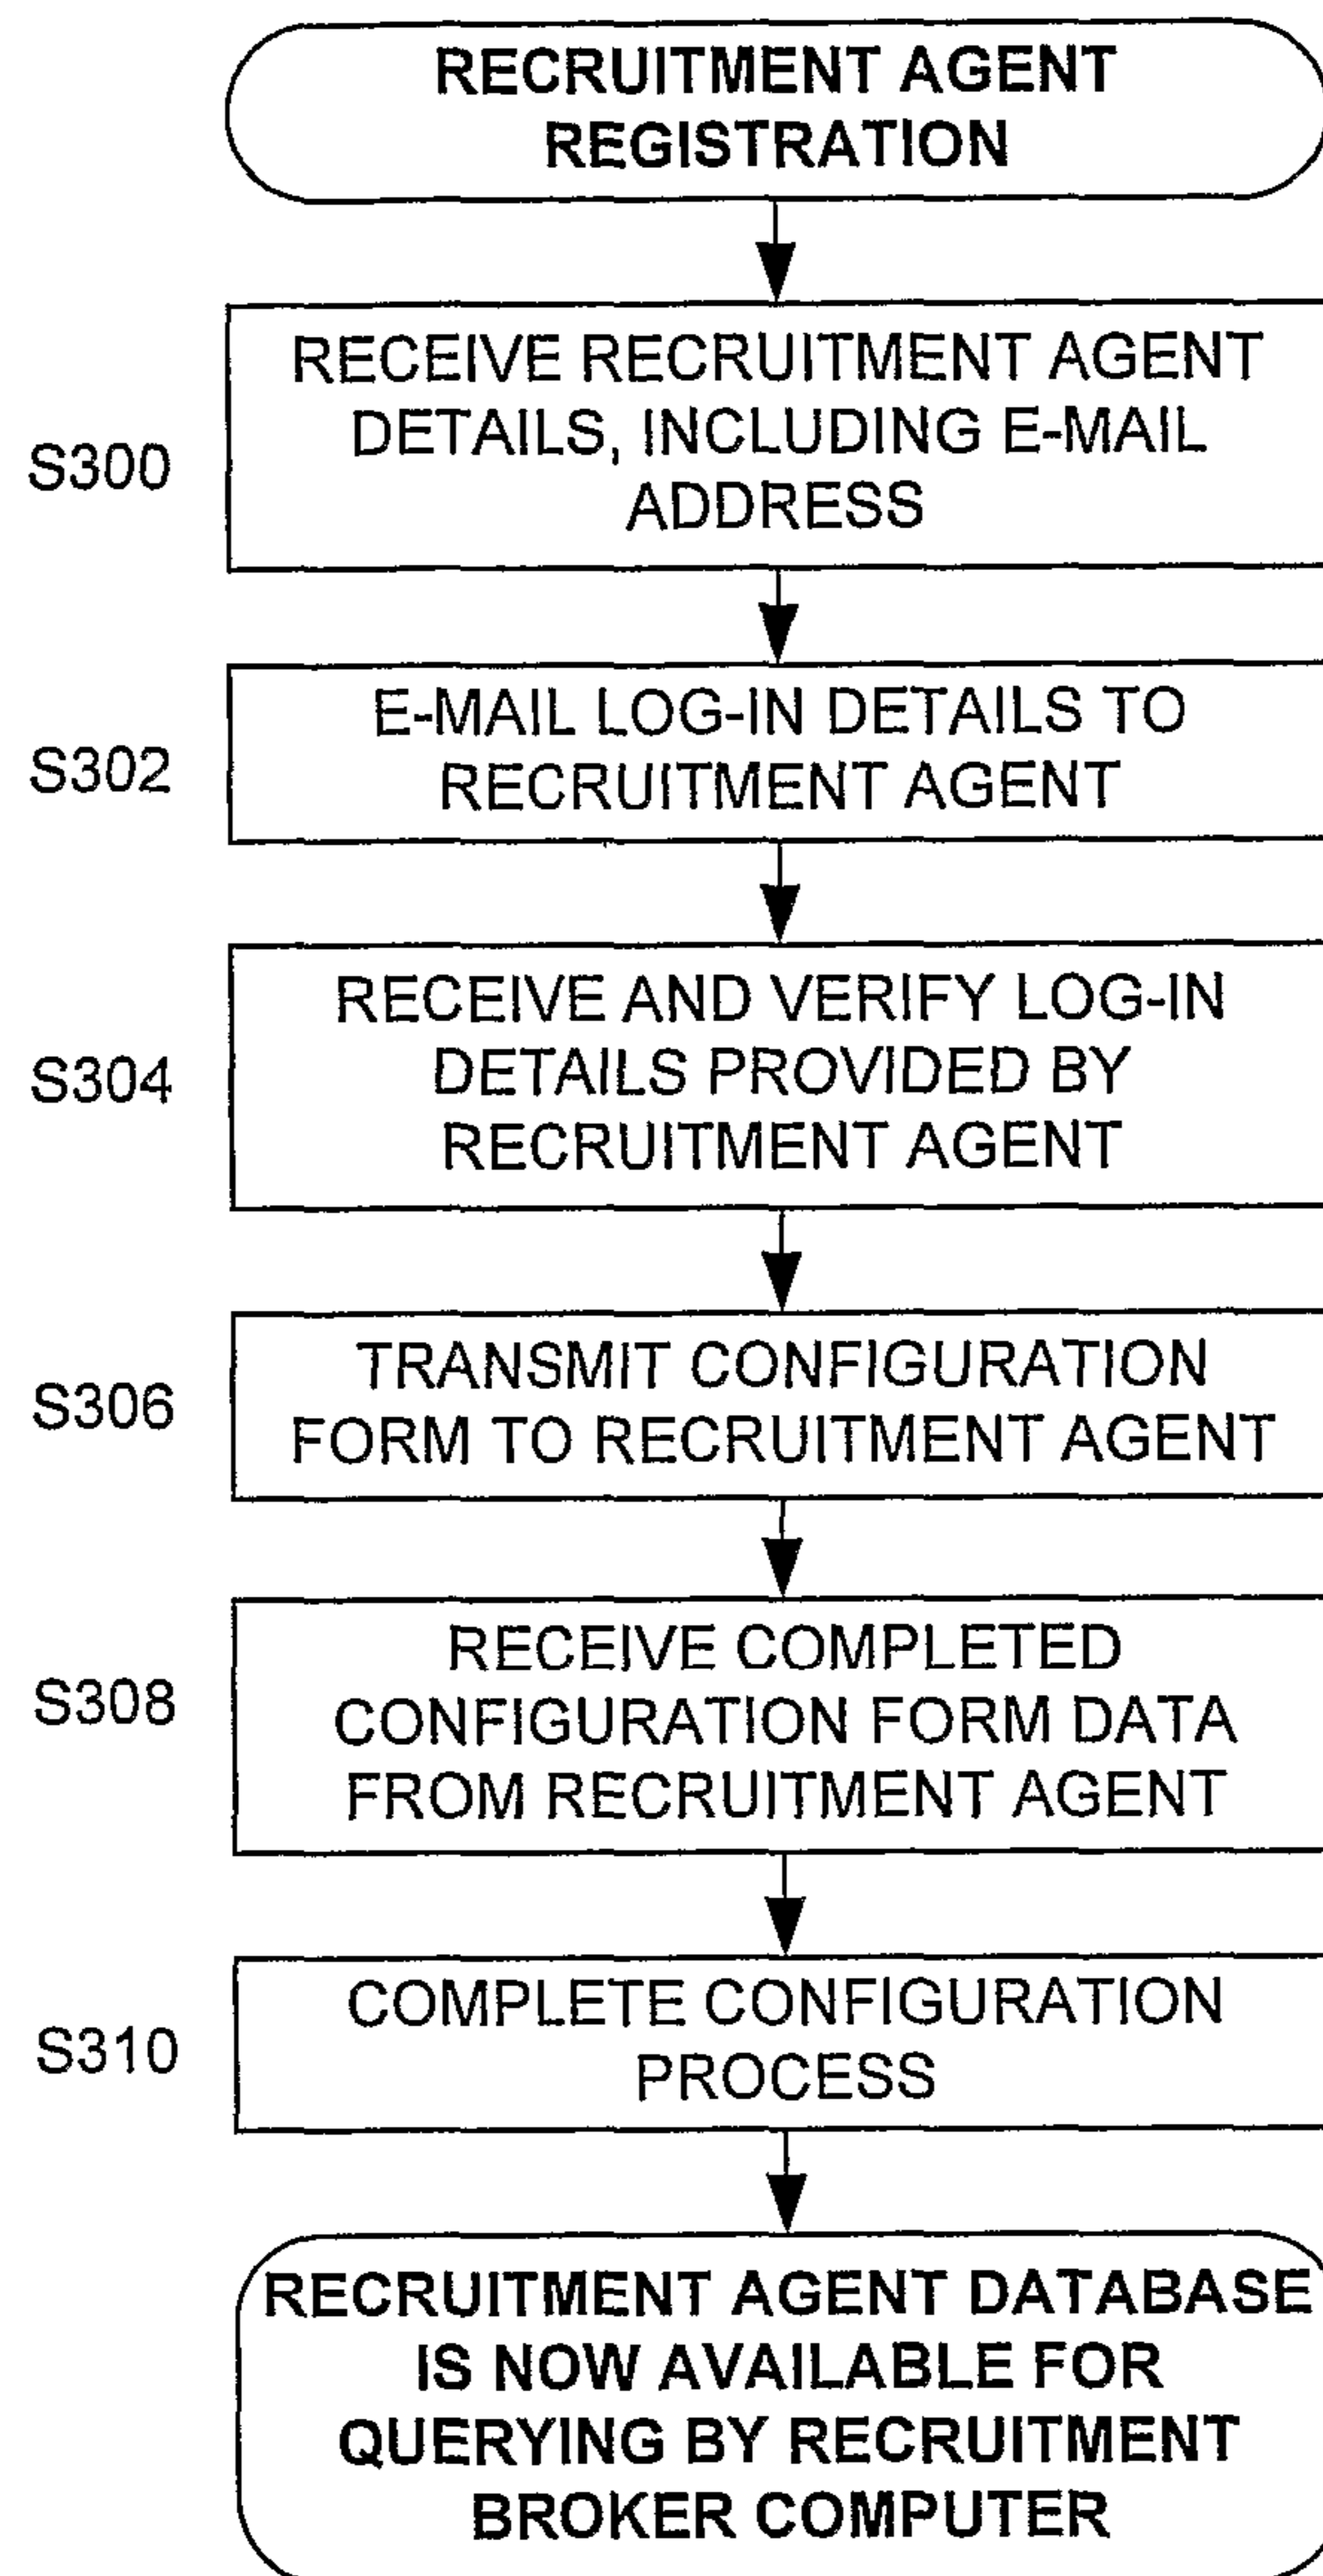 RECRUITMENT AGENT
REGISTRATION
S300
RECEIVE RECRUITMENT AGENT
DETAILS, INCLUDING E-MAIL
ADDRESS
S302
E-MAIL LOG-IN DETAILS TO
RECRUITMENT AGENT
S304
RECEIVE AND VERIFY LOG-IN
DETAILS PROVIDED BY
RECRUITMENT AGENT
S306
TRANSMIT CONFIGURATION
FORM TO RECRUITMENT AGENT
S308
RECEIVE COMPLETED
CONFIGURATION FORM DATA
FROM RECRUITMENT AGENT
S310
COMPLETE CONFIGURATION
PROCESS
RECRUITMENT AGENT DATABASE
IS NOW AVAILABLE FOR
QUERYING BY RECRUITMENT
BROKER COMPUTER